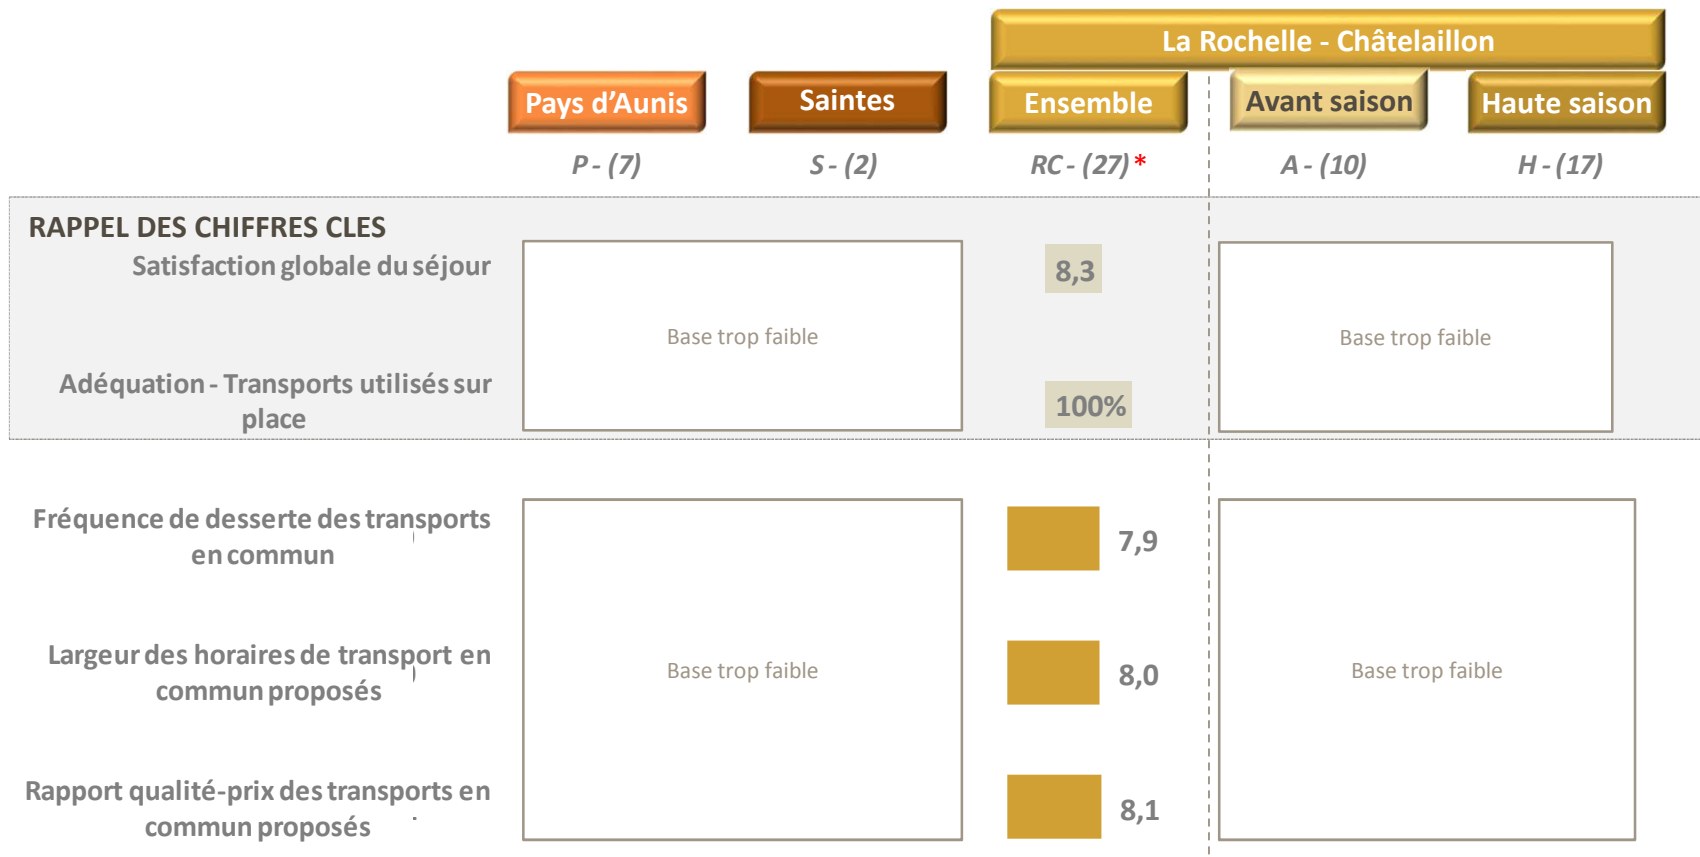 La Rochelle - Châtelaillon
Pays d’Aunis
Saintes
Ensemble
Avant saison
Haute saison
P - (7)
S - (2)
RC - (27) *
A - (10)
H - (17)
RAPPEL DES CHIFFRES CLES
Satisfaction globale du séjour
8,3
Base trop faible
Base trop faible
Adéquation - Transports utilisés sur
place
100%
Fréquence de desserte des transports
en commun
7,9
Largeur des horaires de transport en
commun proposés
Base trop faible
8,0
Base trop faible
Rapport qualité-prix des transports en
commun proposés
8,1